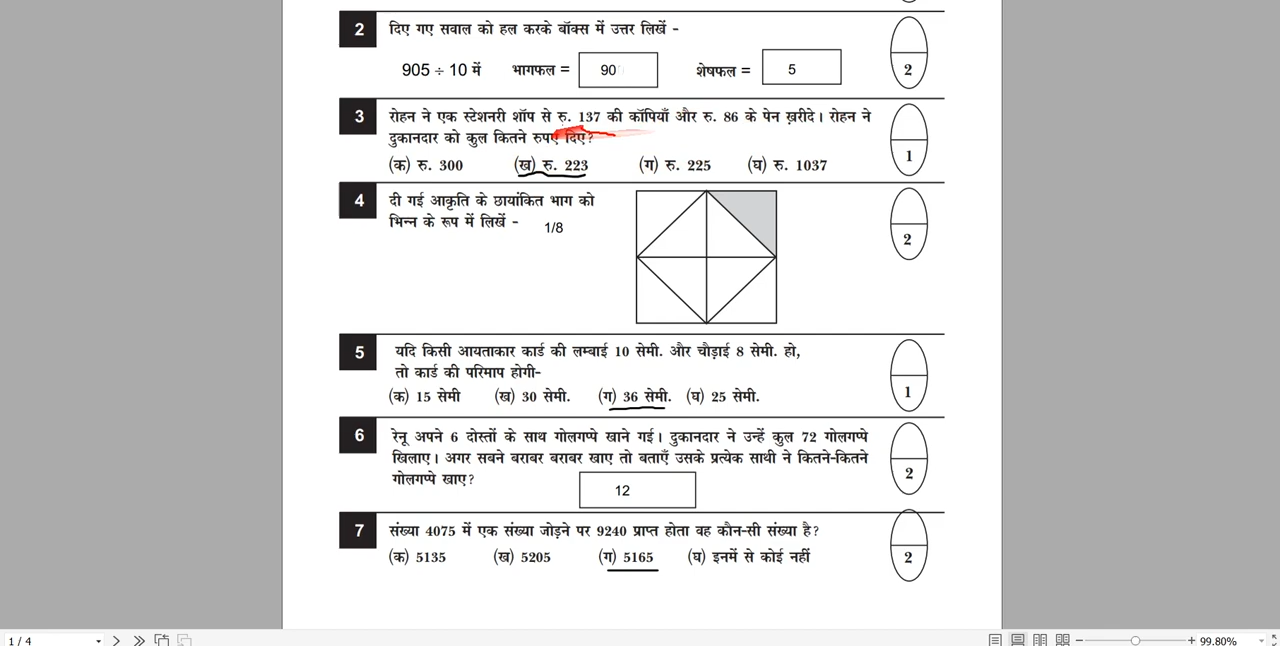 2 दिए गए सवाल को हल करके बॉक्स में उत्तर लिखें -
905 ÷ 10 में भागफल = 90 शेषफल = 5
2
3 रोहन ने एक स्टेशनरी शॉप से रु. 137 की कॉपियाँ और रु. 86 के पेन ख़रीदे। रोहन ने
दुकानदार को कुल कितने रुपए दिए?
1
(क) रु. 300 (ख) रु. 223 (ग) रु. 225 (घ) रु. 1037
4 दी गई आकृति के छायांकित भाग को
भिन्न के रूप में लिखें - 1/8
2
5 यदि किसी आयताकार कार्ड की लम्बाई 10 सेमी. और चौड़ाई 8 सेमी. हो,
तो कार्ड की परिमाप होगी-
(क) 15 सेमी (ख) 30 सेमी. (ग) 36 सेमी. (घ) 25 सेमी.
1
6 रेनू अपने 6 दोस्तों के साथ गोलगप्पे खाने गई। दुकानदार ने उन्हें कुल 72 गोलगप्पे
खिलाए। अगर सबने बराबर बराबर खाए तो बताएँ उसके प्रत्येक साथी ने कितने-कितने
गोलगप्पे खाए?
2
12
7 संख्या 4075 में एक संख्या जोड़ने पर 9240 प्राप्त होता वह कौन-सी संख्या है?
(क) 5135 (ख) 5205 (ग) 5165 (घ) इनमें से कोई नहीं
2
1 / 4 99.80%